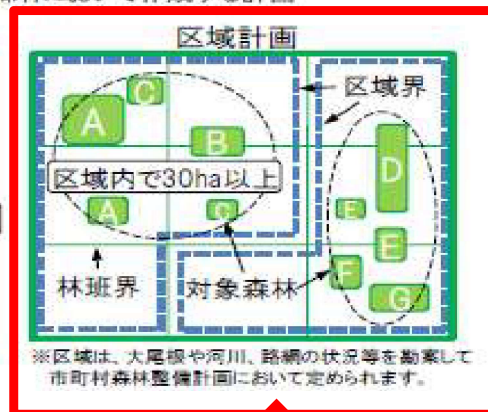 区域計画
区域界
A
C
B
D
区域内で30ha以上
A
C
E
E
林班界
対象森林
F
G
※区域は、大尾根や河川、路網の状況等を勘案して
市町村森林整備計画において定められます。